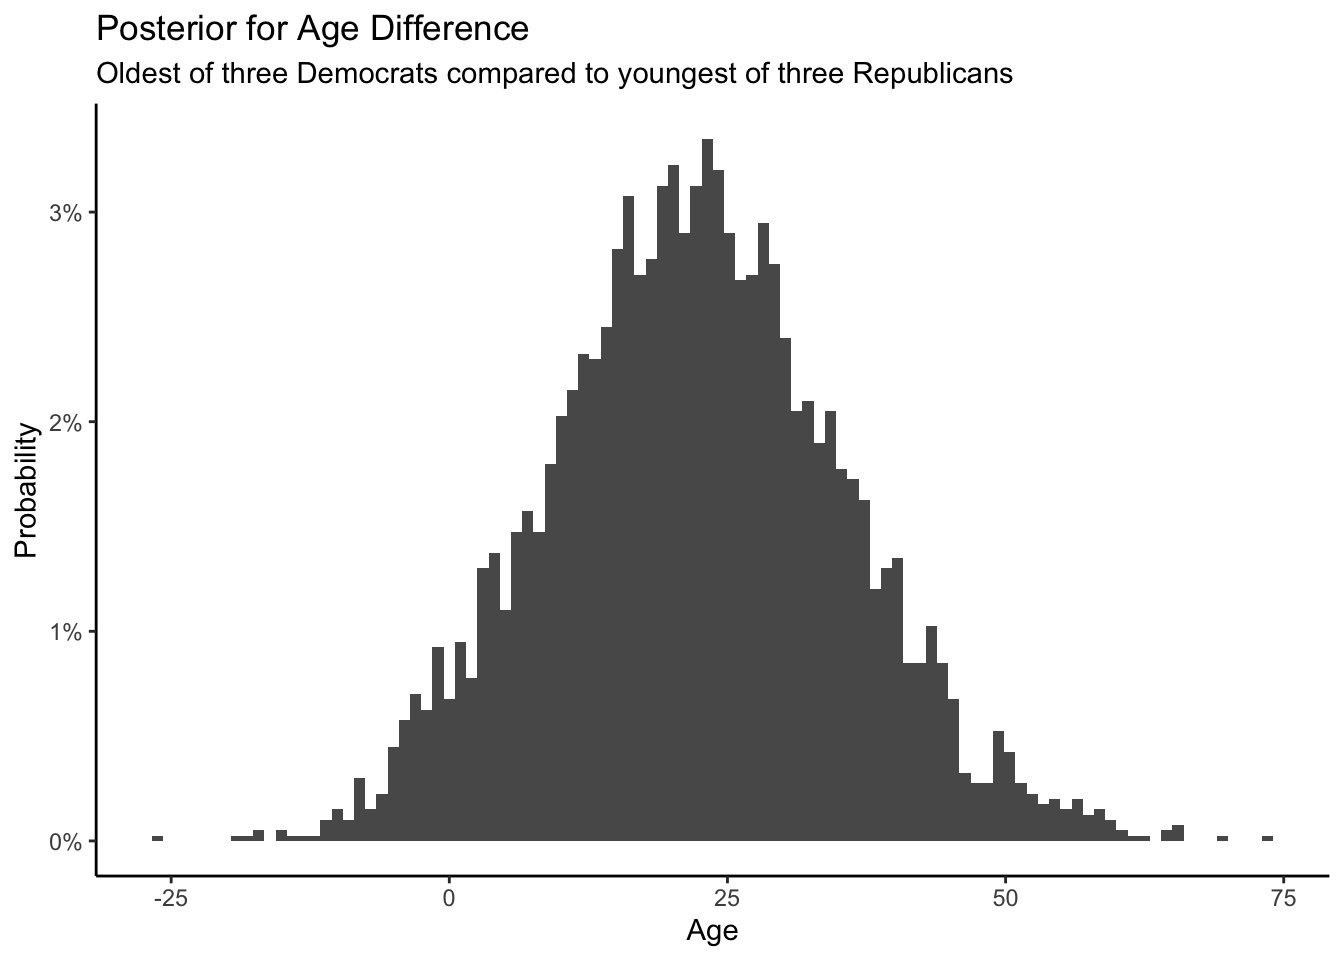 Posterior for Age Difference
Oldest of three Democrats compared to youngest of three Republicans
3%
2%
1%
0%
Probability
-25
0
25
50
75
Age